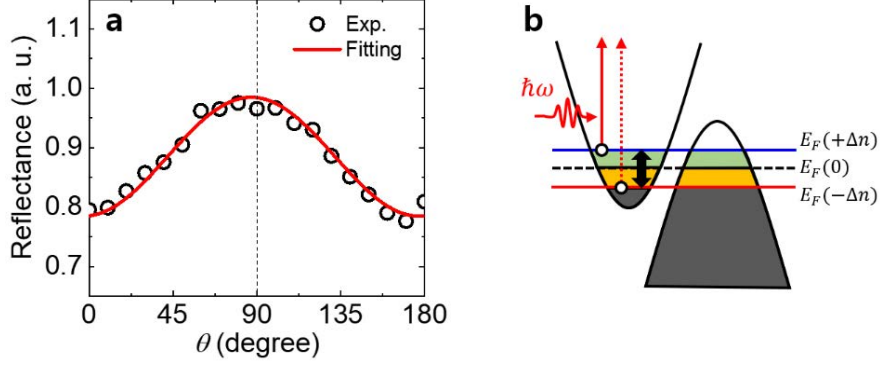 a
Exp.
Fitting
Reflectance (a. u.)
1.1
1.0
0.9
0.8
0.7
0
45
90
135
180
θ (degree)
b
ħω
E_F(+Δn)
E_F(0)
E_F(−Δn)